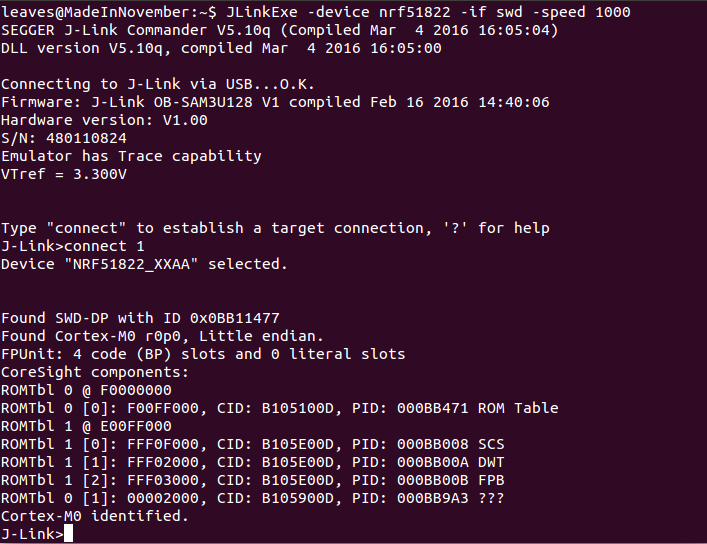 leaves@MadeInNovember:~$ JLinkExe -device nrf51822 -if swd -speed 1000
SEGGER J-Link Commander V5.10q (Compiled Mar  4 2016 16:05:04)
DLL version V5.10q, compiled Mar  4 2016 16:05:00
Connecting to J-Link via USB...O.K.
Firmware: J-Link OB-SAM3U128 V1 compiled Feb 16 2016 14:40:06
Hardware version: V1.00
S/N: 480110824
Emulator has Trace capability
VTref = 3.300V
Type "connect" to establish a target connection, '?' for help
J-Link>connect 1
Device "NRF51822_XXAA" selected.
Found SWD-DP with ID 0x0BB11477
Found Cortex-M0 r0p0, Little endian.
FPUnit: 4 code (BP) slots and 0 literal slots
CoreSight components:
ROMTbl 0 @ F0000000
ROMTbl 0 [0]: F00FF000, CID: B105100D, PID: 000BB471 ROM Table
ROMTbl 1 @ E00FF000
ROMTbl 1 [0]: FFF0F000, CID: B105E00D, PID: 000BB008 SCS
ROMTbl 1 [1]: FFF02000, CID: B105E00D, PID: 000BB00A DWT
ROMTbl 1 [2]: FFF03000, CID: B105E00D, PID: 000BB00B FPB
ROMTbl 0 [1]: 00002000, CID: B105900D, PID: 000BB9A3 ???
Cortex-M0 identified.
J-Link>